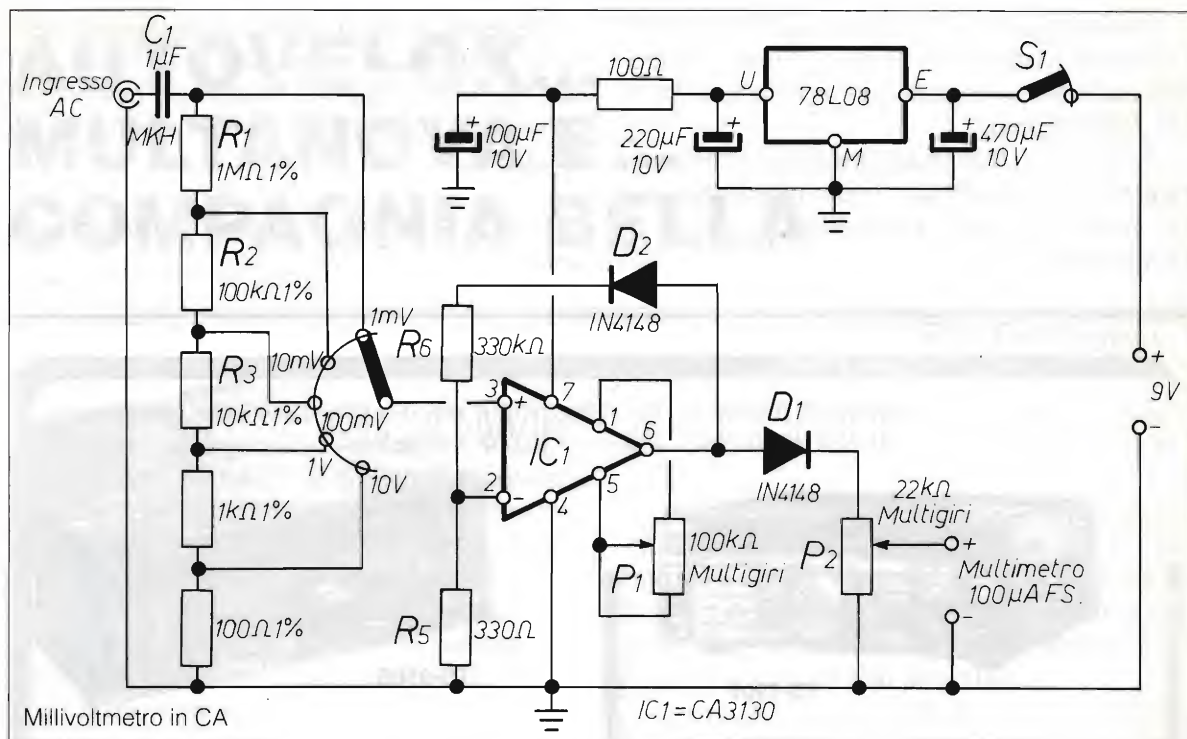 C1
1µF
Ingresso
AC
MKH
R1
1MΩ 1%
R2
100kΩ 1%
R3
10kΩ 1%
1kΩ 1%
100Ω 1%
1mV
10mV
100mV
1V
10V
100µF
10V
100Ω
220µF
10V
U
78L08
E
M
470µF
10V
S1
+
9V
-
D2
IN4148
R6
330kΩ
3
+
7
1
2
-
4
5
6
IC1
D1
IN4148
R5
330Ω
P1
100kΩ
Multigiri
22kΩ
Multigiri
P2
+
Multimetro
100µA FS.
-
Millivoltmetro in CA
IC1 = CA3130